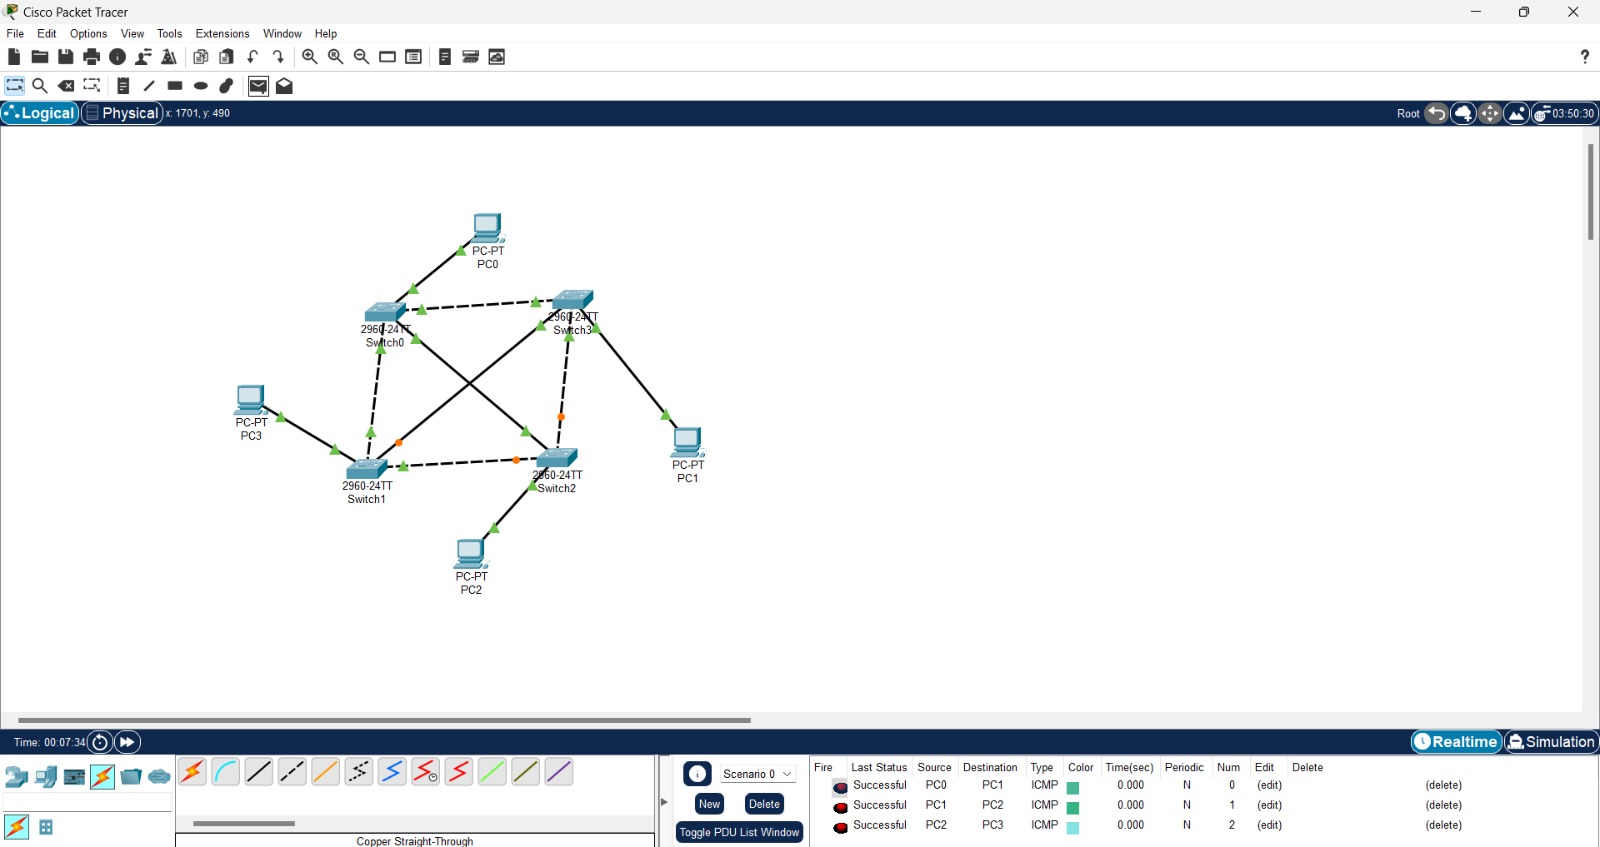 Cisco Packet Tracer
File Edit Options View Tools Extensions Window Help
?
Logical Physical x: 1701, y: 490 Root 03:50:30
PC-PT
PC0
2960-24TT
Switch3
2960-24TT
Switch0
PC-PT
PC3
PC-PT
PC1
2960-24TT
Switch2
2960-24TT
Switch1
PC-PT
PC2
Time: 00:07:34 Realtime Simulation
Scenario 0
New Delete
Toggle PDU List Window
Copper Straight-Through
Fire Last Status Source Destination Type Color Time(sec) Periodic Num Edit Delete
Successful PC0 PC1 ICMP 0.000 N 0 (edit) (delete)
Successful PC1 PC2 ICMP 0.000 N 1 (edit) (delete)
Successful PC2 PC3 ICMP 0.000 N 2 (edit) (delete)